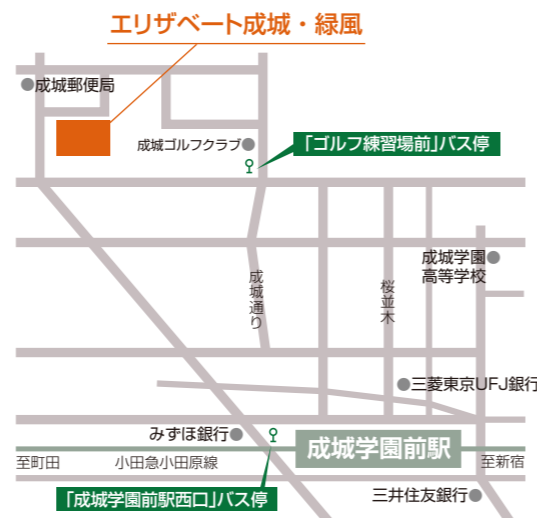 エリザベート成城・緑風
成城郵便局
成城ゴルフクラブ
「ゴルフ練習場前」バス停
成城学園
高等学校
成城通り
桜並木
三菱東京UFJ銀行
みずほ銀行
成城学園前駅
至町田
小田急小田原線
至新宿
「成城学園前駅西口」バス停
三井住友銀行